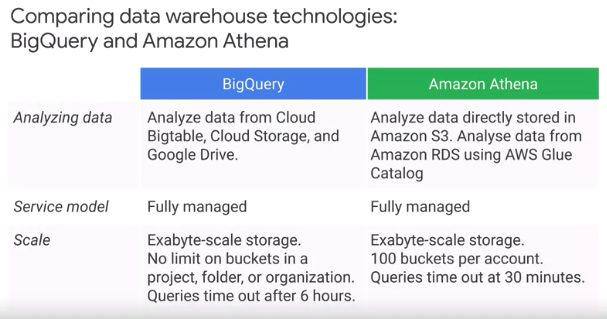 Comparing data warehouse technologies:
BigQuery and Amazon Athena
BigQuery
Amazon Athena
Analyzing data
Analyze data from Cloud
Bigtable, Cloud Storage, and
Google Drive.
Analyze data directly stored in
Amazon S3. Analyse data from
Amazon RDS using AWS Glue
Catalog
Service model
Fully managed
Fully managed
Scale
Exabyte-scale storage.
No limit on buckets in a
project, folder, or organization.
Queries time out after 6 hours.
Exabyte-scale storage.
100 buckets per account.
Queries time out at 30 minutes.